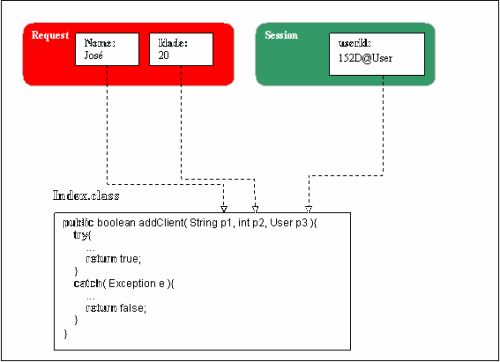 Request
Nome:
José
Idade:
20
Session
userId:
152D@User
Index.class
public boolean addClient( String p1, int p2, User p3 ){
try{
...
return true;
}
catch( Exception e ){
...
return false;
}
}